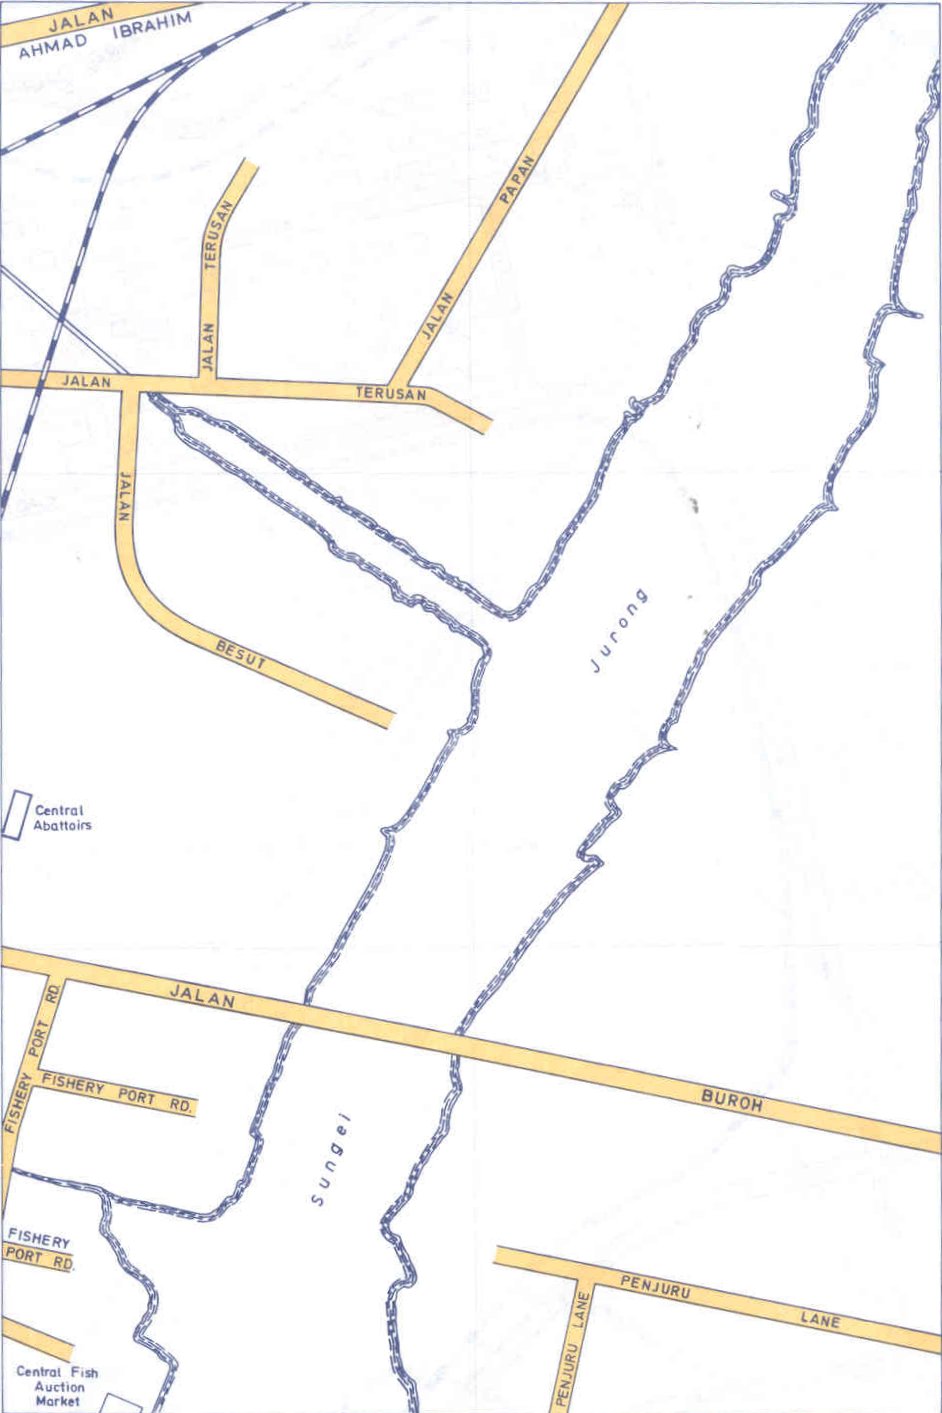 JALAN
AHMAD IBRAHIM
JALAN PAPAN
JALAN TERUSAN
JALAN TERUSAN
JALAN BESUT
Jurong
Central
Abattoirs
JALAN BUROH
FISHERY PORT RD.
FISHERY PORT RD.
Sungei
FISHERY
PORT RD.
PENJURU LANE
PENJURU LANE
Central Fish
Auction
Market